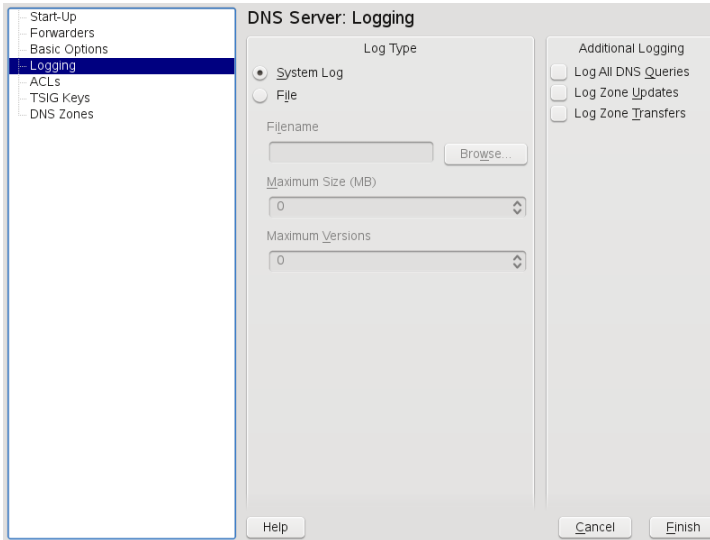 Start-Up
Forwarders
Basic Options
Logging
ACLs
TSIG Keys
DNS Zones
DNS Server: Logging
Log Type
System Log
File
Filename
Browse...
Maximum Size (MB)
0
Maximum Versions
0
Additional Logging
Log All DNS Queries
Log Zone Updates
Log Zone Transfers
Help
Cancel
Finish